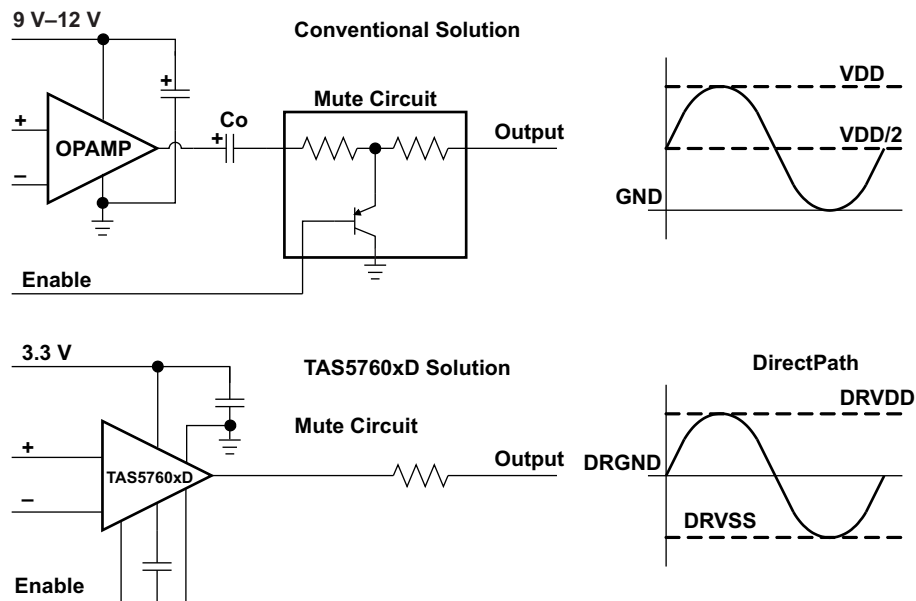 9 V–12 V
Conventional Solution
Mute Circuit
+
+
Co
+
OPAMP
–
Output
Enable
VDD
VDD/2
GND
3.3 V
TAS5760xD Solution
Mute Circuit
+
TAS5760xD
–
Output
Enable
DirectPath
DRVDD
DRGND
DRVSS